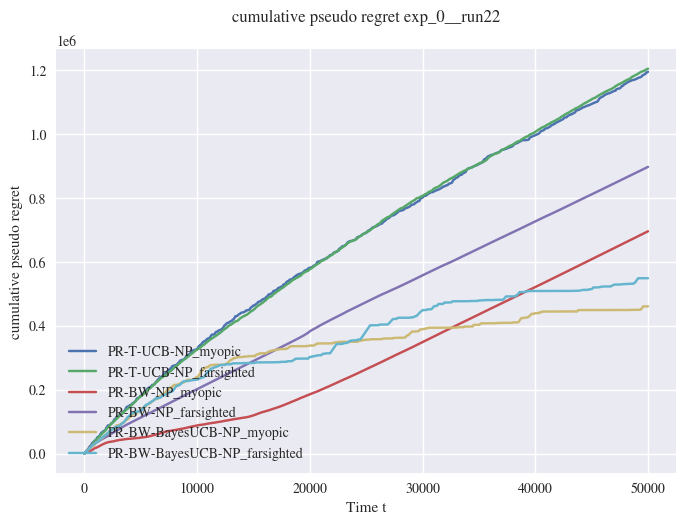 cumulative pseudo regret exp_0__run22
1e6
1.2
1.0
0.8
0.6
0.4
0.2
0.0
cumulative pseudo regret
PR-T-UCB-NP_myopic
PR-T-UCB-NP_farsighted
PR-BW-NP_myopic
PR-BW-NP_farsighted
PR-BW-BayesUCB-NP_myopic
PR-BW-BayesUCB-NP_farsighted
0 10000 20000 30000 40000 50000
Time t